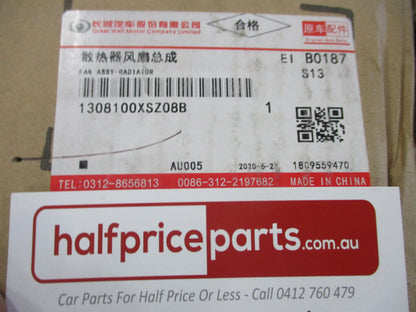 长城汽车股份有限公司
Great Wall Motor Company Limited
合格
原车配件
散热器风扇总成
EI B0187
FAN ASSY-RADIATOR
S13
1308100XSZ08B
1
AU005
2020-6-2
1809559470
TEL:0312-8656813 0086-312-2197682 MADE IN CHINA
halfpriceparts.com.au
Car Parts For Half Price Or Less - Call 0412 760 479